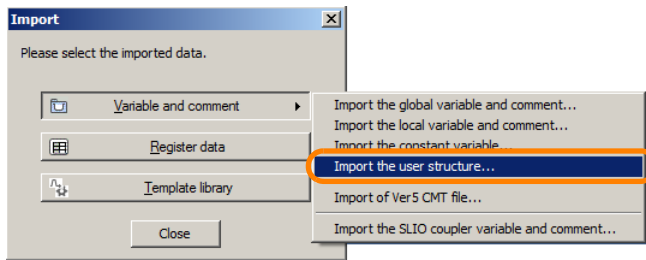 Import
Please select the imported data.
Variable and comment
Register data
Template library
Close
Import the global variable and comment...
Import the local variable and comment...
Import the constant variable...
Import the user structure...
Import of Ver5 CMT file...
Import the SLIO coupler variable and comment...